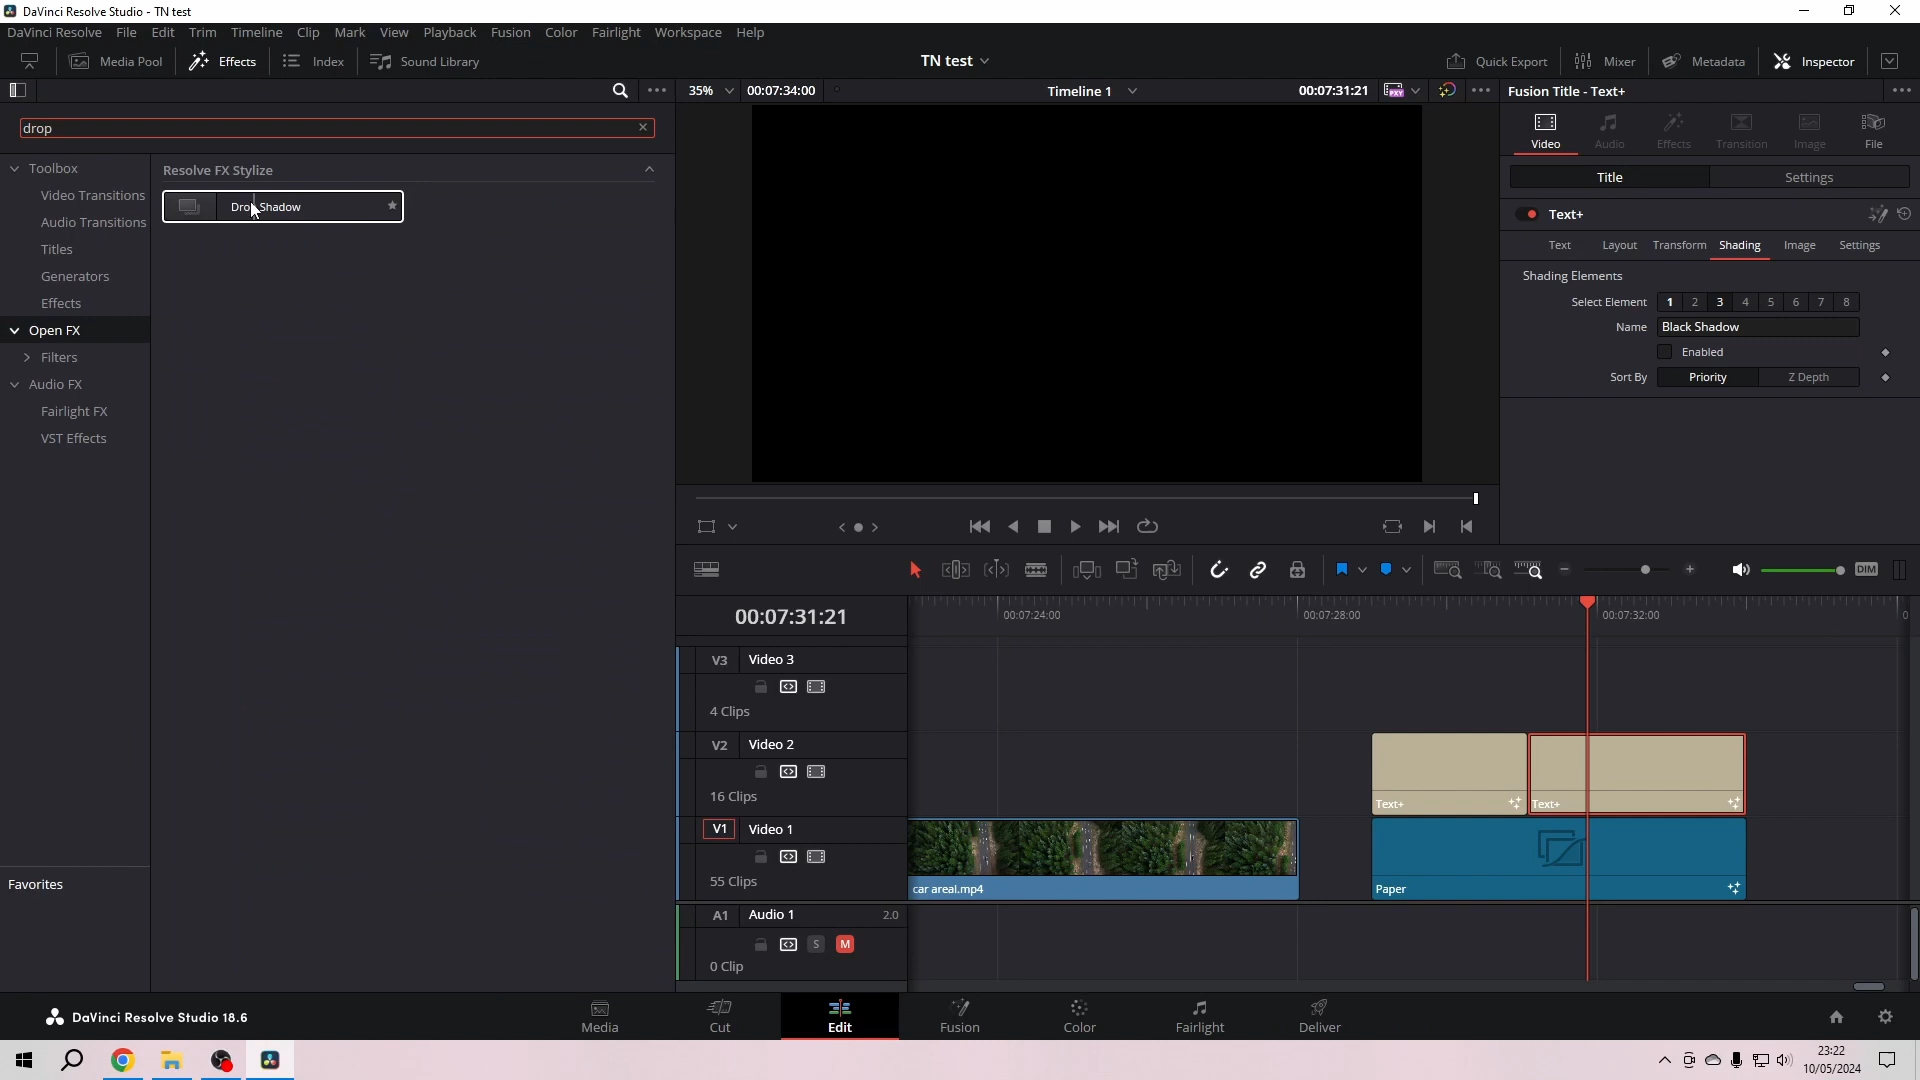 DaVinci Resolve Studio - TN test
DaVinci Resolve File Edit Trim Timeline Clip Mark View Playback Fusion Color Fairlight Workspace Help
Media Pool Effects Index Sound Library TN test Quick Export Mixer Metadata Inspector
35% 00:07:34:00 Timeline 1 00:07:31:21 PXY Fusion Title - Text+
drop
Video Audio Effects Transition Image File
Toolbox
Video Transitions
Audio Transitions
Titles
Generators
Effects
Open FX
Filters
Audio FX
Fairlight FX
VST Effects
Favorites
Resolve FX Stylize
Drop Shadow
Title Settings
Text+
Text Layout Transform Shading Image Settings
Shading Elements
Select Element 1 2 3 4 5 6 7 8
Name Black Shadow
Enabled
Sort By Priority Z Depth
DIM
00:07:31:21 00:07:24:00 00:07:28:00 00:07:32:00 0
V3 Video 3
4 Clips
V2 Video 2
16 Clips
Text+ Text+
V1 Video 1
55 Clips
car areal.mp4 Paper
A1 Audio 1 2.0
S M
0 Clip
DaVinci Resolve Studio 18.6
Media Cut Edit Fusion Color Fairlight Deliver
23:22
10/05/2024